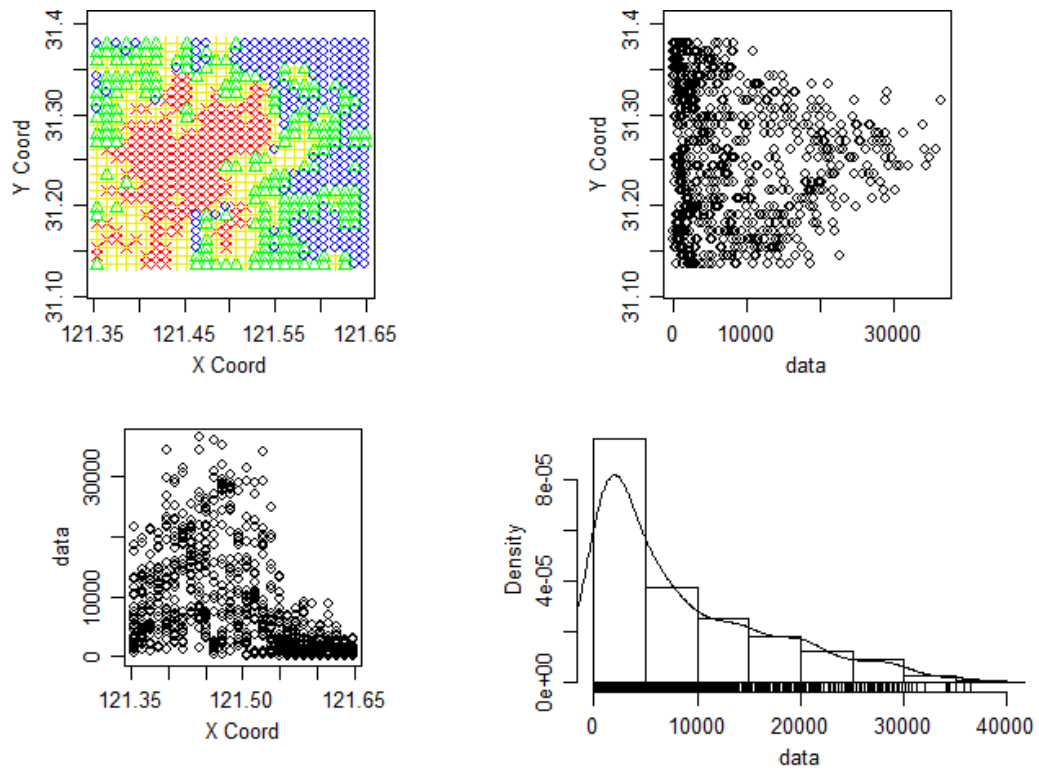 31.4
31.30
31.20
31.10
Y Coord
121.35 121.45 121.55 121.65
X Coord
31.4
31.30
31.20
31.10
Y Coord
0 10000 30000
data
30000
10000
0
data
121.35 121.50 121.65
X Coord
8e-05
4e-05
0e+00
Density
0 10000 20000 30000 40000
data